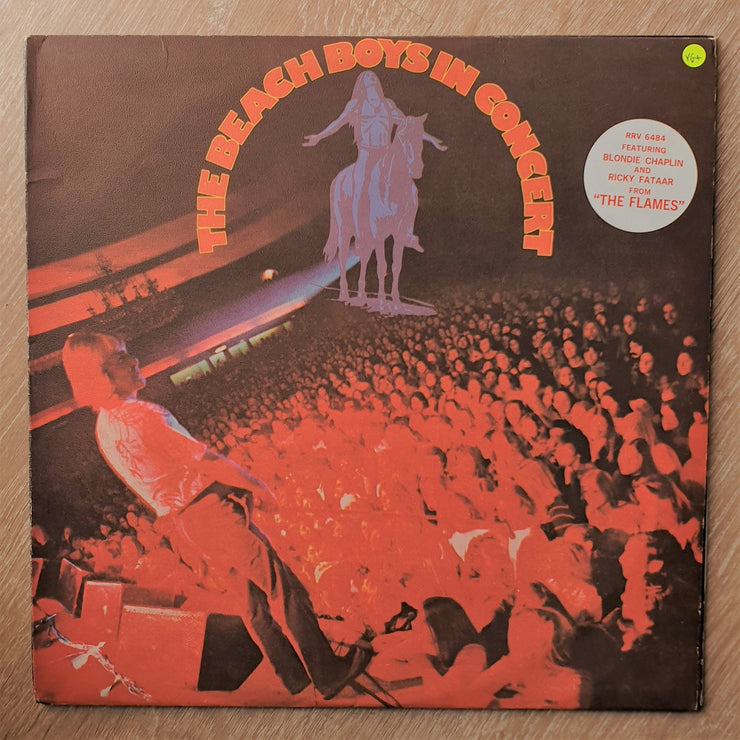 THE BEACH BOYS IN CONCERT
VG+
RRV 6484
FEATURING
BLONDIE CHAPLIN
AND
RICKY FATAAR
FROM
"THE FLAMES"